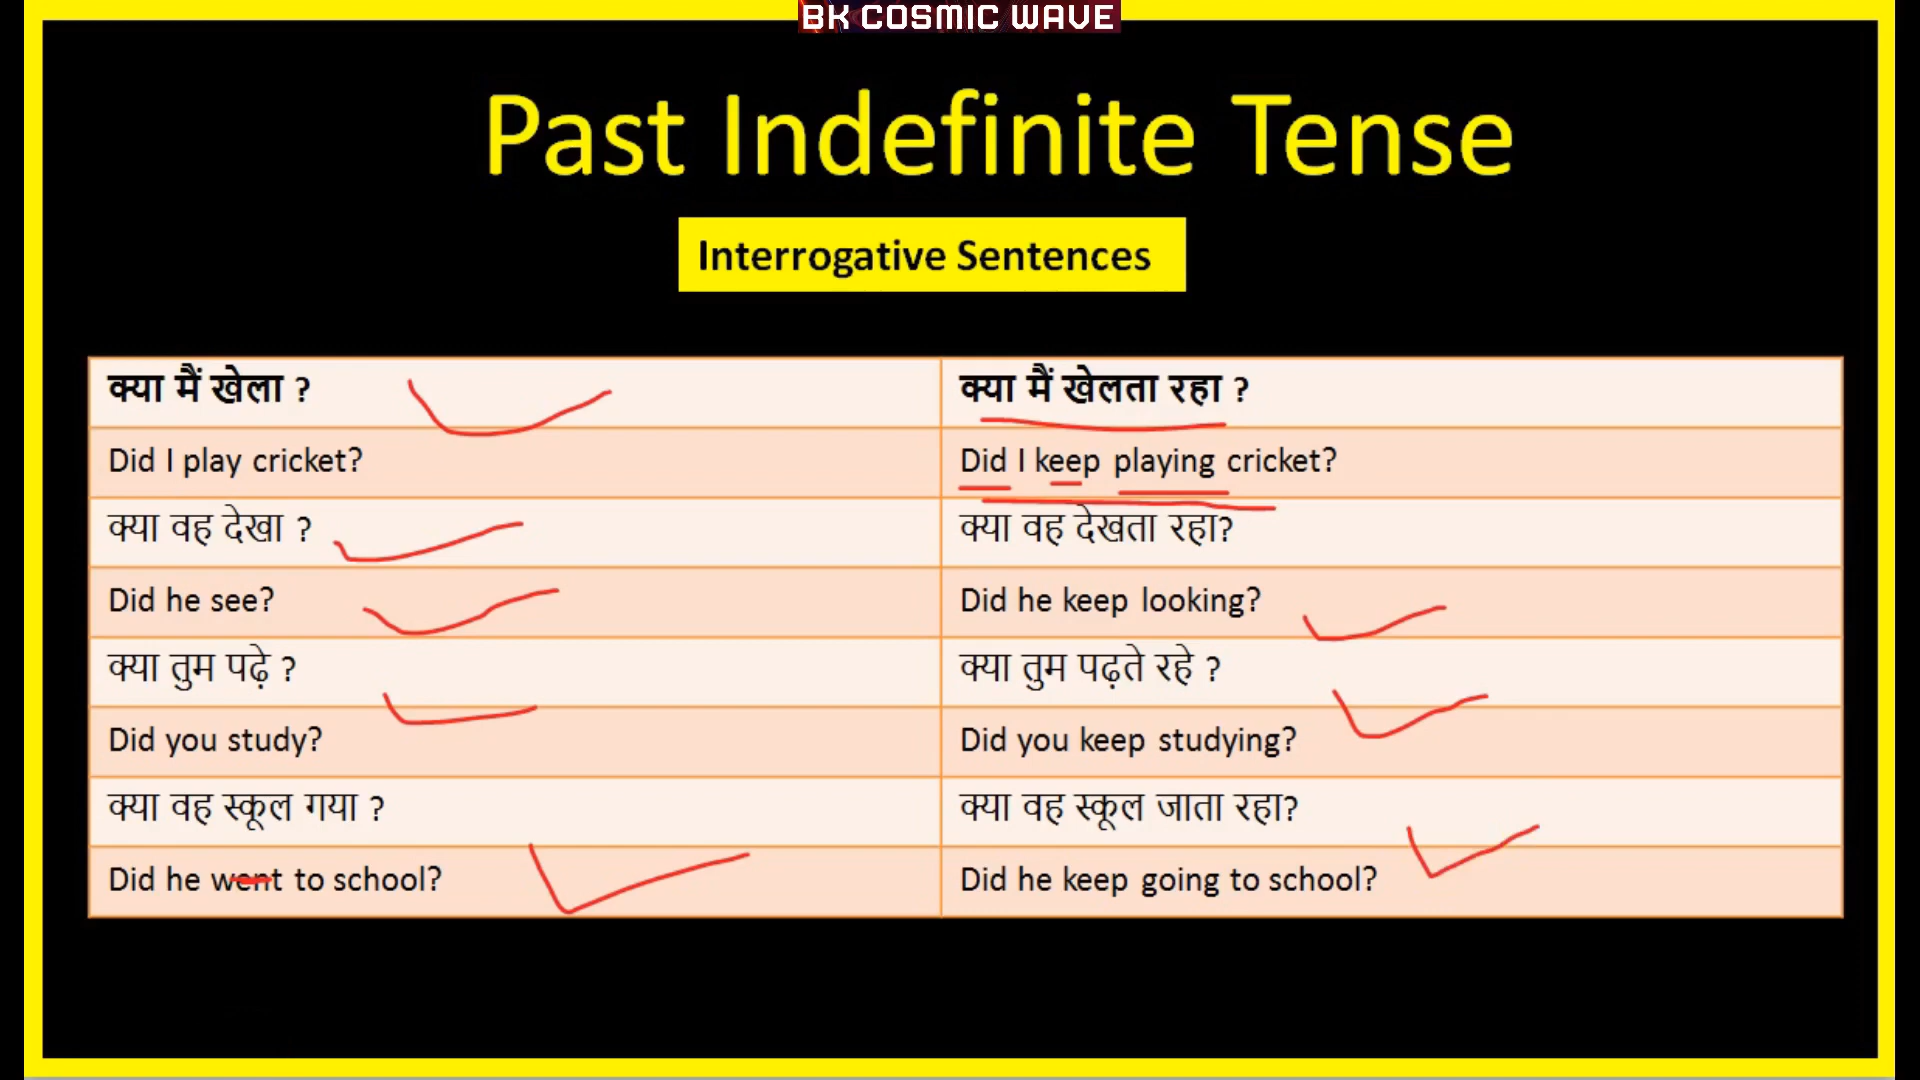 BK COSMIC WAVE
Past Indefinite Tense
Interrogative Sentences
क्या मैं खेला ?
क्या मैं खेलता रहा ?
Did I play cricket?
Did I keep playing cricket?
क्या वह देखा ?
क्या वह देखता रहा?
Did he see?
Did he keep looking?
क्या तुम पढ़े ?
क्या तुम पढ़ते रहे ?
Did you study?
Did you keep studying?
क्या वह स्कूल गया ?
क्या वह स्कूल जाता रहा?
Did he went to school?
Did he keep going to school?